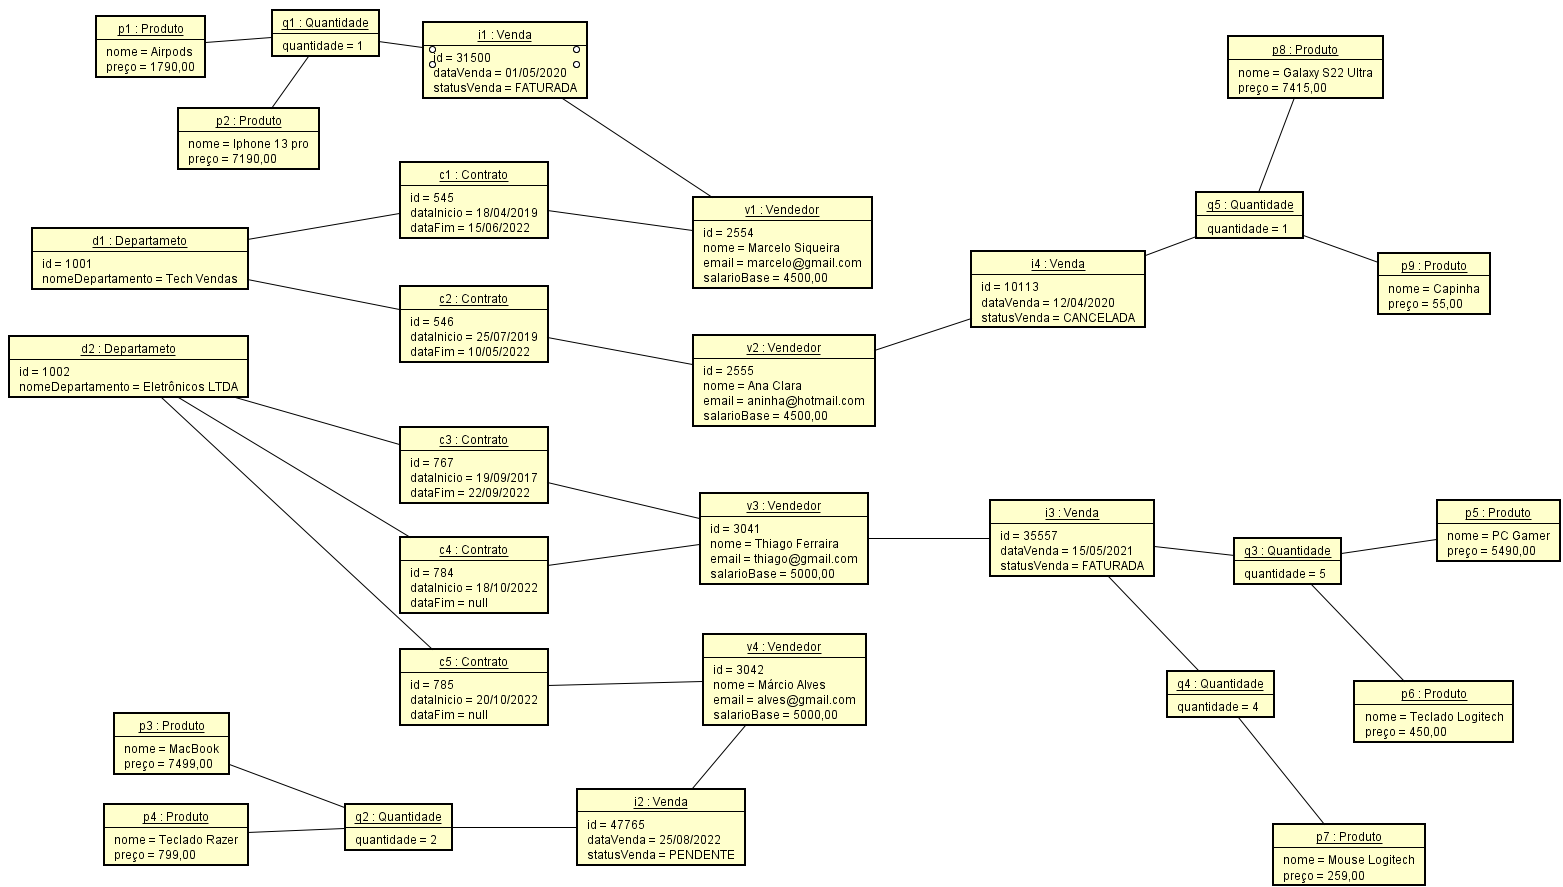 p1 : Produto
nome = Airpods
preço = 1790,00
q1 : Quantidade
quantidade = 1
i1 : Venda
id = 31500
dataVenda = 01/05/2020
statusVenda = FATURADA
p8 : Produto
nome = Galaxy S22 Ultra
preço = 7415,00
p2 : Produto
nome = Iphone 13 pro
preço = 7190,00
c1 : Contrato
id = 545
dataInicio = 18/04/2019
dataFim = 15/06/2022
v1 : Vendedor
id = 2554
nome = Marcelo Siqueira
email = marcelo@gmail.com
salarioBase = 4500,00
q5 : Quantidade
quantidade = 1
d1 : Departameto
id = 1001
nomeDepartamento = Tech Vendas
i4 : Venda
id = 10113
dataVenda = 12/04/2020
statusVenda = CANCELADA
p9 : Produto
nome = Capinha
preço = 55,00
c2 : Contrato
id = 546
dataInicio = 25/07/2019
dataFim = 10/05/2022
d2 : Departameto
id = 1002
nomeDepartamento = Eletrônicos LTDA
v2 : Vendedor
id = 2555
nome = Ana Clara
email = aninha@hotmail.com
salarioBase = 4500,00
c3 : Contrato
id = 767
dataInicio = 19/09/2017
dataFim = 22/09/2022
v3 : Vendedor
id = 3041
nome = Thiago Ferraira
email = thiago@gmail.com
salarioBase = 5000,00
i3 : Venda
id = 35557
dataVenda = 15/05/2021
statusVenda = FATURADA
q3 : Quantidade
quantidade = 5
p5 : Produto
nome = PC Gamer
preço = 5490,00
c4 : Contrato
id = 784
dataInicio = 18/10/2022
dataFim = null
c5 : Contrato
id = 785
dataInicio = 20/10/2022
dataFim = null
v4 : Vendedor
id = 3042
nome = Márcio Alves
email = alves@gmail.com
salarioBase = 5000,00
q4 : Quantidade
quantidade = 4
p6 : Produto
nome = Teclado Logitech
preço = 450,00
p3 : Produto
nome = MacBook
preço = 7499,00
p4 : Produto
nome = Teclado Razer
preço = 799,00
q2 : Quantidade
quantidade = 2
i2 : Venda
id = 47765
dataVenda = 25/08/2022
statusVenda = PENDENTE
p7 : Produto
nome = Mouse Logitech
preço = 259,00